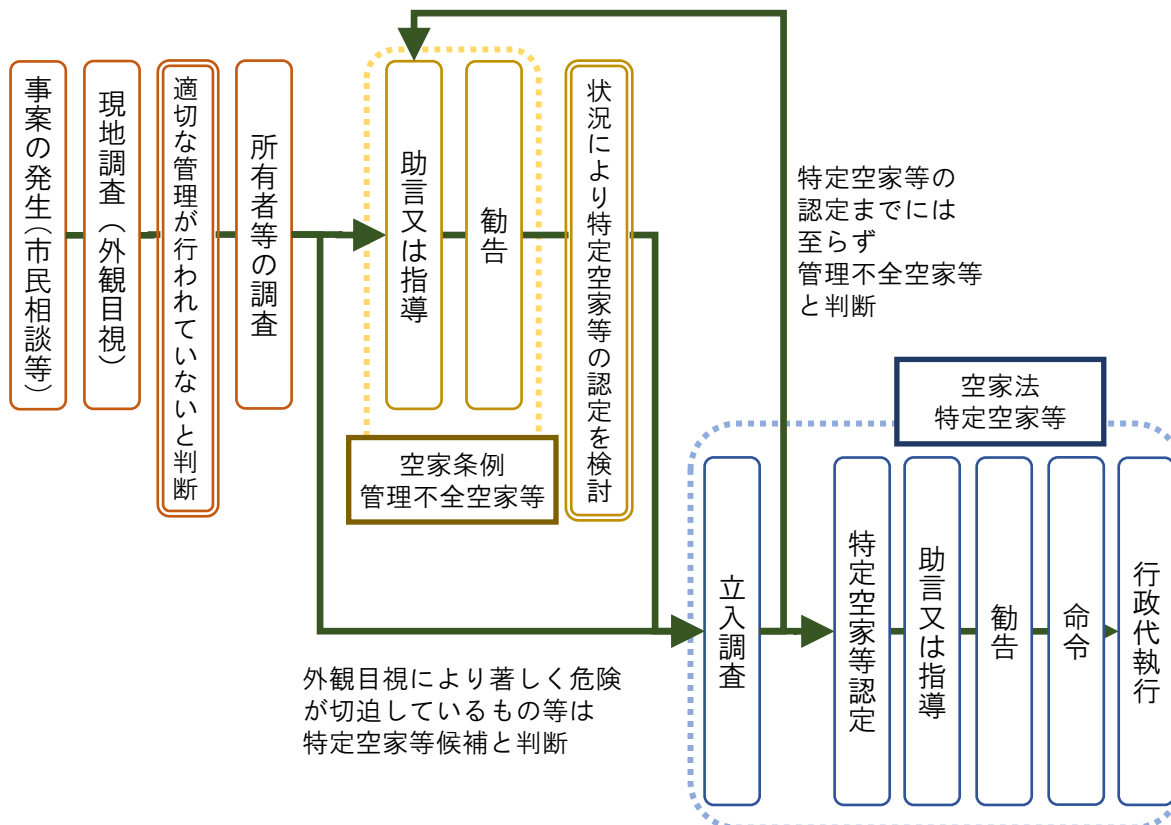 事案の発生（市民相談等）
現地調査（外観目視）
適切な管理が行われていないと判断
所有者等の調査
助言又は指導
勧告
空家条例
管理不全空家等
状況により特定空家等の認定を検討
特定空家等の
認定までには
至らず
管理不全空家等
と判断
外観目視により著しく危険
が切迫しているもの等は
特定空家等候補と判断
空家法
特定空家等
立入調査
特定空家等認定
助言又は指導
勧告
命令
行政代執行